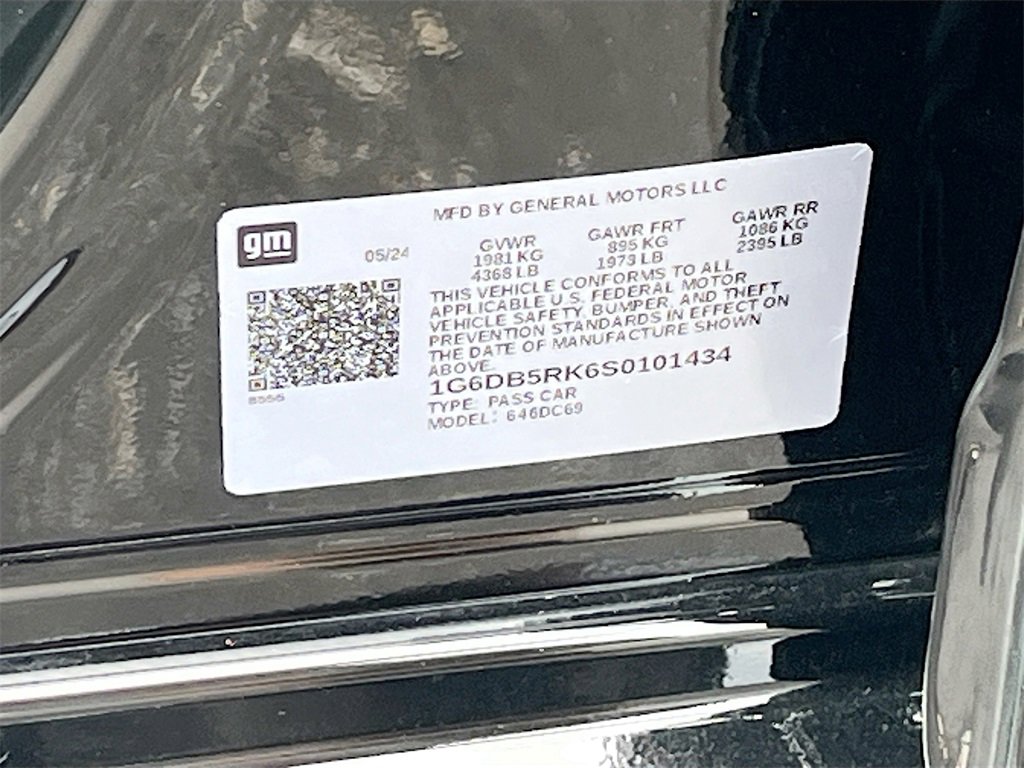 MFD BY GENERAL MOTORS LLC
gm
05/24
GVWR GAWR FRT GAWR RR
1981 KG 895 KG 1086 KG
4368 LB 1973 LB 2395 LB
THIS VEHICLE CONFORMS TO ALL
APPLICABLE U.S. FEDERAL MOTOR
VEHICLE SAFETY, BUMPER, AND THEFT
PREVENTION STANDARDS IN EFFECT ON
THE DATE OF MANUFACTURE SHOWN
ABOVE.
1G6DB5RK6S0101434
TYPE: PASS CAR
MODEL: 646DC69